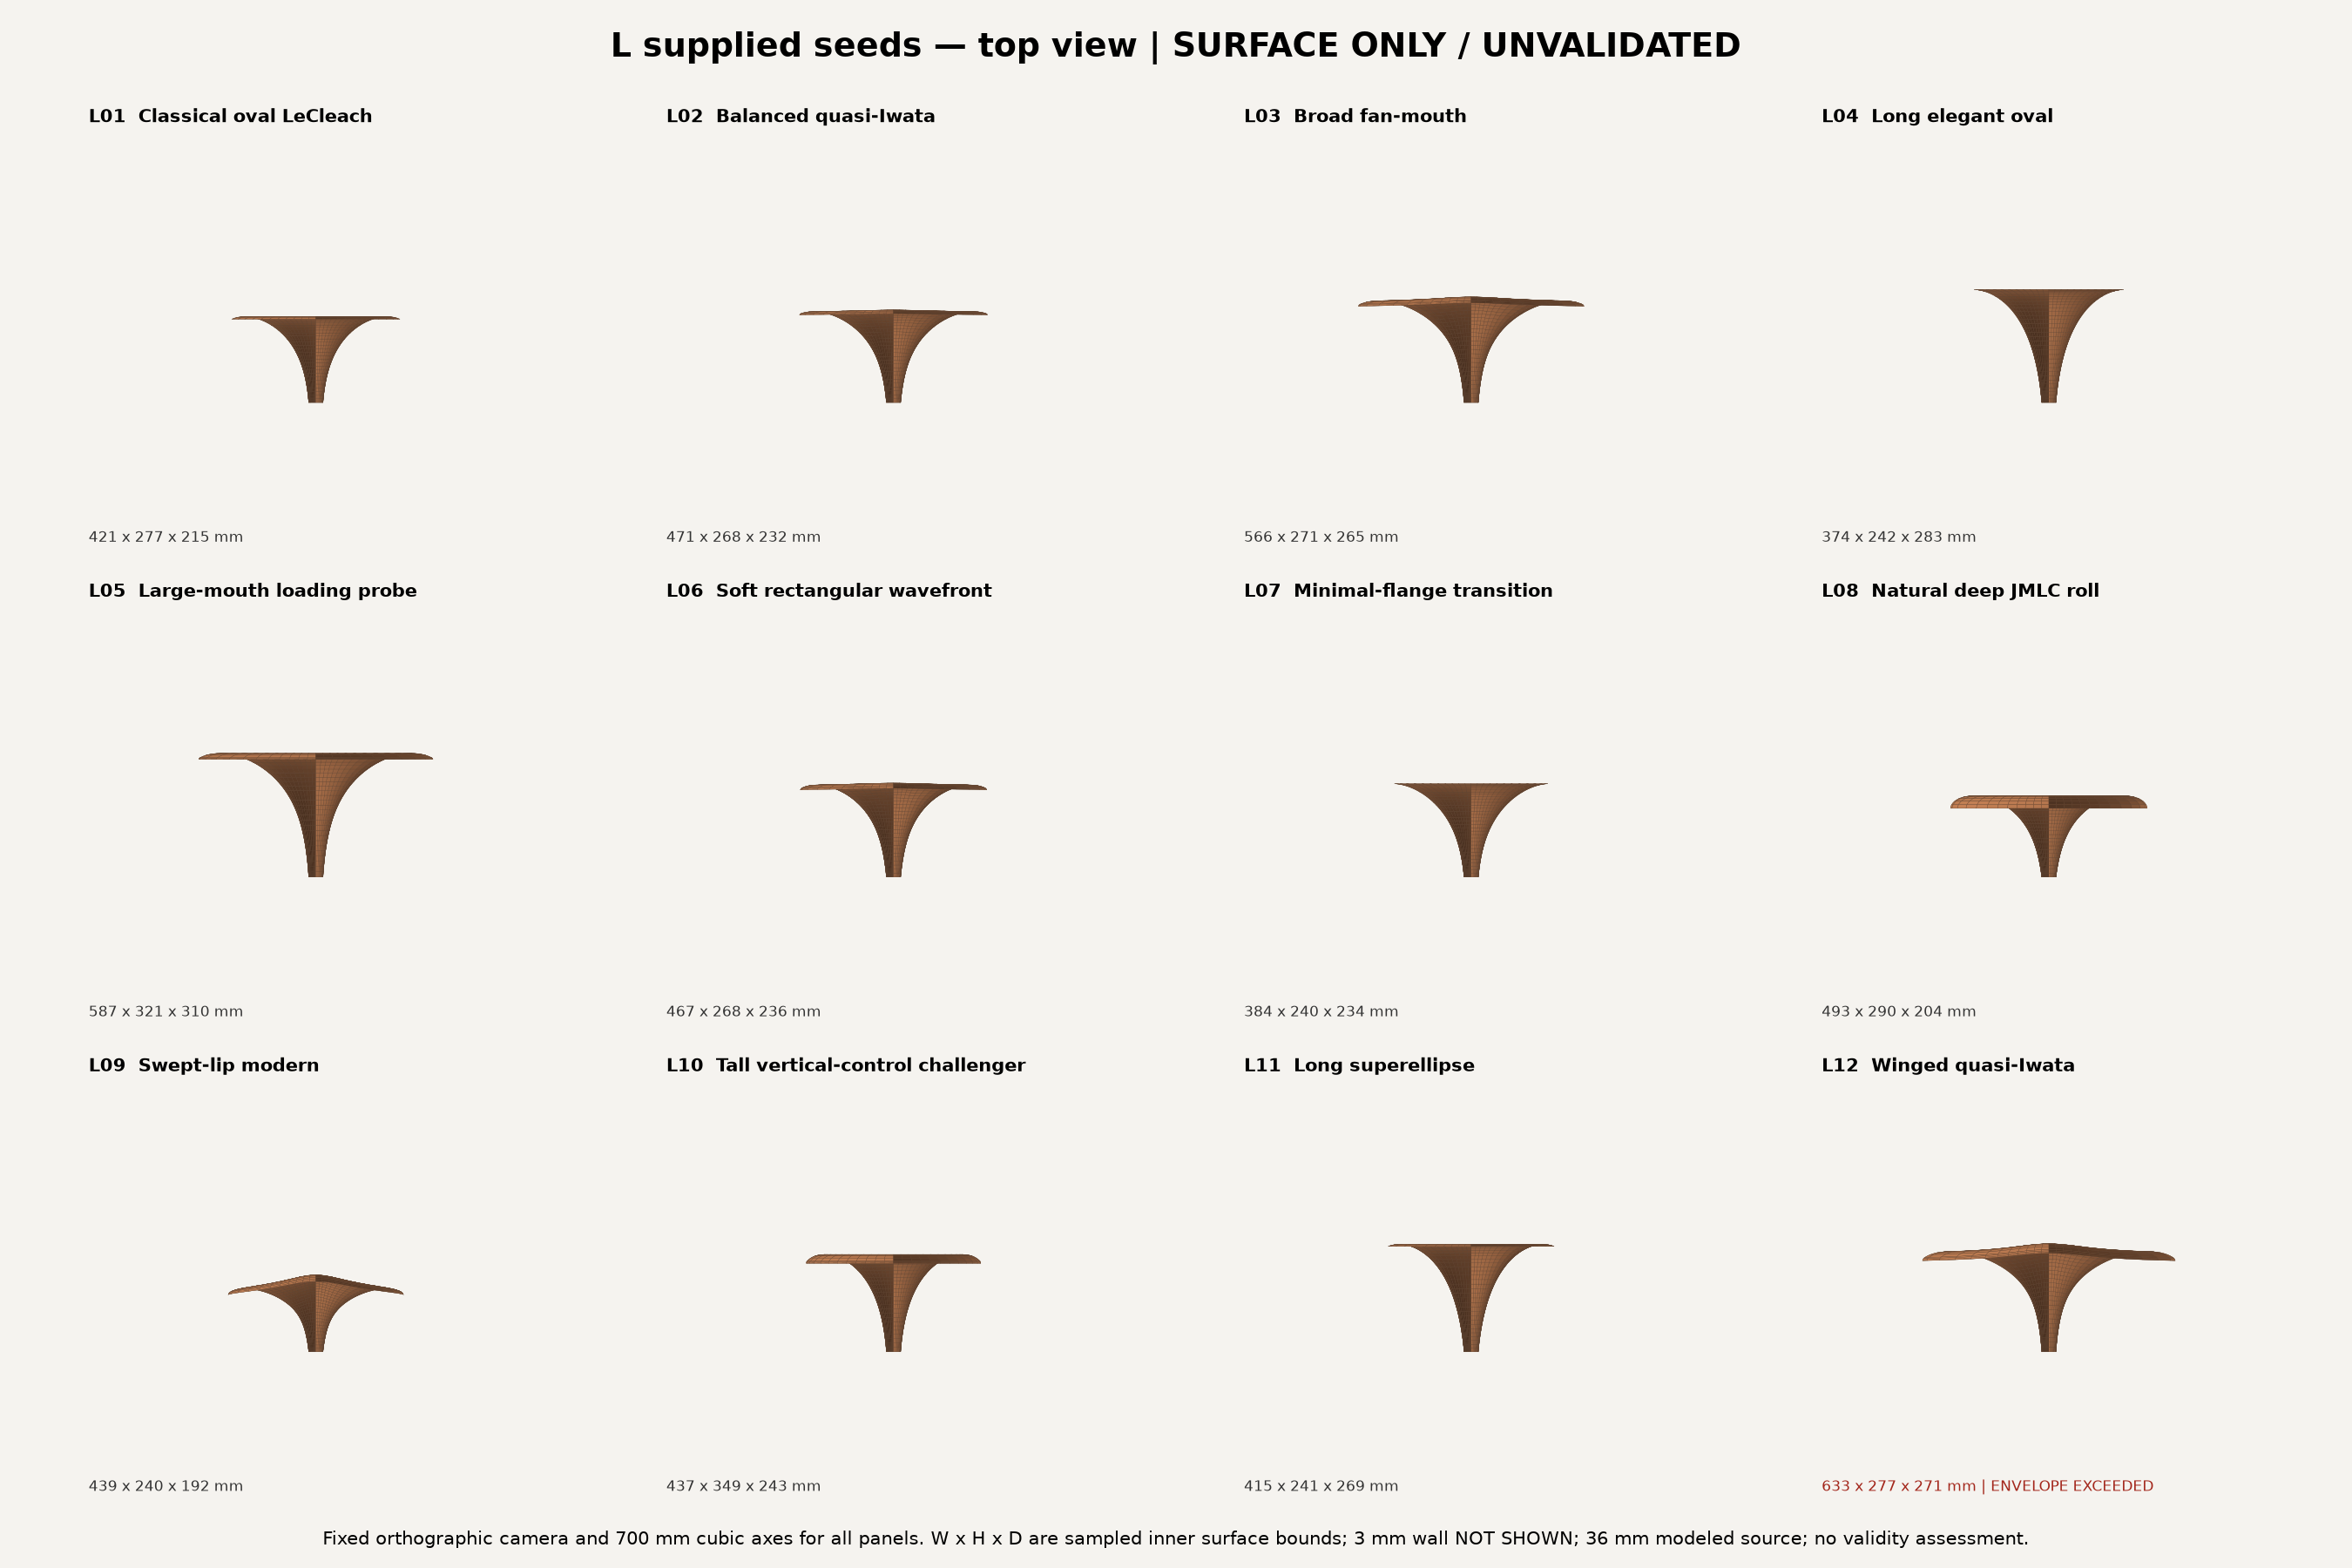 L supplied seeds — top view | SURFACE ONLY / UNVALIDATED
L01  Classical oval LeCleach
L02  Balanced quasi-Iwata
L03  Broad fan-mouth
L04  Long elegant oval
421 x 277 x 215 mm
471 x 268 x 232 mm
566 x 271 x 265 mm
374 x 242 x 283 mm
L05  Large-mouth loading probe
L06  Soft rectangular wavefront
L07  Minimal-flange transition
L08  Natural deep JMLC roll
587 x 321 x 310 mm
467 x 268 x 236 mm
384 x 240 x 234 mm
493 x 290 x 204 mm
L09  Swept-lip modern
L10  Tall vertical-control challenger
L11  Long superellipse
L12  Winged quasi-Iwata
439 x 240 x 192 mm
437 x 349 x 243 mm
415 x 241 x 269 mm
633 x 277 x 271 mm | ENVELOPE EXCEEDED
Fixed orthographic camera and 700 mm cubic axes for all panels. W x H x D are sampled inner surface bounds; 3 mm wall NOT SHOWN; 36 mm modeled source; no validity assessment.